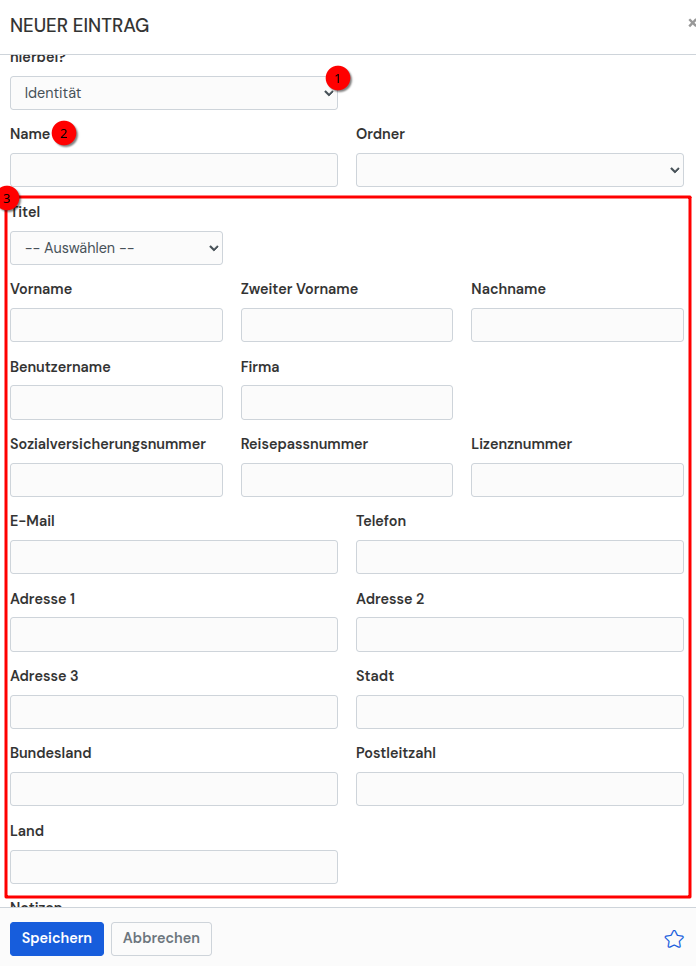 NEUER EINTRAG
×
hierbei?
1
Identität
Name 2 Ordner
3
Titel
-- Auswählen --
Vorname Zweiter Vorname Nachname
Benutzername Firma
Sozialversicherungsnummer Reisepassnummer Lizenznummer
E-Mail Telefon
Adresse 1 Adresse 2
Adresse 3 Stadt
Bundesland Postleitzahl
Land
Notizen
Speichern Abbrechen